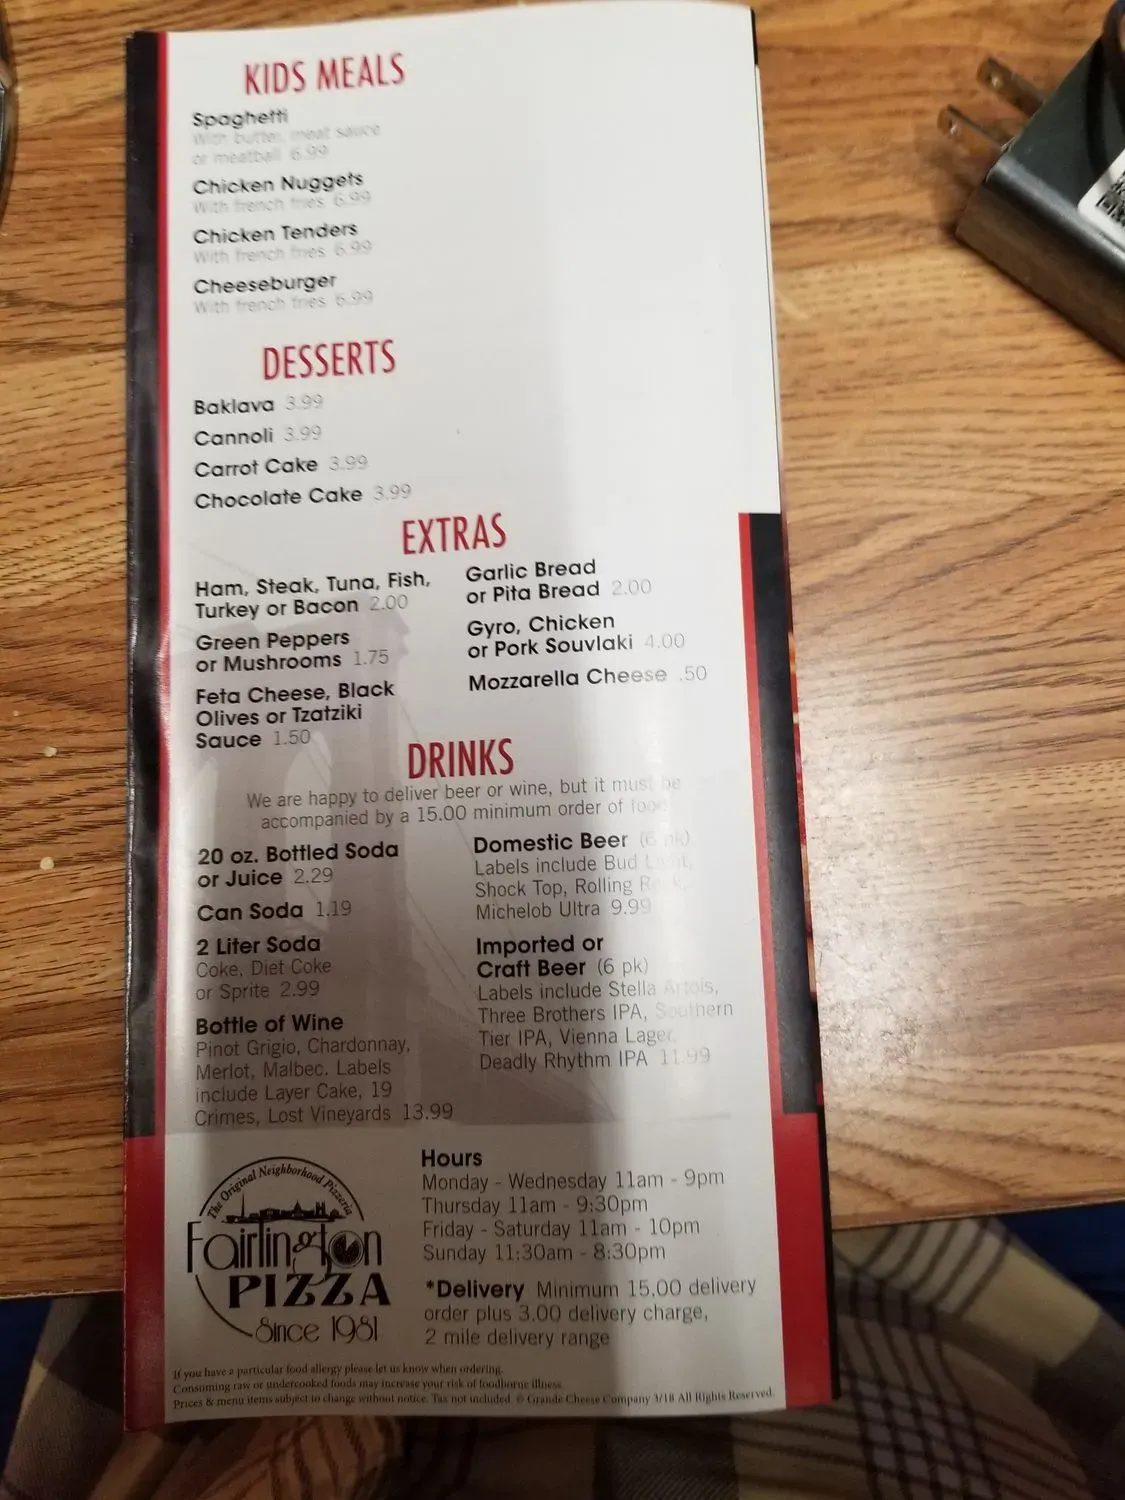 KIDS MEALS
Spaghetti
With butter, meat sauce
or meatball 6.99
Chicken Nuggets
With french fries 6.99
Chicken Tenders
With french fries 6.99
Cheeseburger
With french fries 6.99
DESSERTS
Baklava 3.99
Cannoli 3.99
Carrot Cake 3.99
Chocolate Cake 3.99
EXTRAS
Ham, Steak, Tuna, Fish,
Turkey or Bacon 2.00
Green Peppers
or Mushrooms 1.75
Feta Cheese, Black
Olives or Tzatziki
Sauce 1.50
Garlic Bread
or Pita Bread 2.00
Gyro, Chicken
or Pork Souvlaki 4.00
Mozzarella Cheese .50
DRINKS
We are happy to deliver beer or wine, but it must be
accompanied by a 15.00 minimum order of food
20 oz. Bottled Soda
or Juice 2.29
Can Soda 1.19
2 Liter Soda
Coke, Diet Coke
or Sprite 2.99
Bottle of Wine
Pinot Grigio, Chardonnay,
Merlot, Malbec. Labels
include Layer Cake, 19
Crimes, Lost Vineyards 13.99
Domestic Beer (6 pk)
Labels include Bud Light,
Shock Top, Rolling Rock,
Michelob Ultra 9.99
Imported or
Craft Beer (6 pk)
Labels include Stella Artois,
Three Brothers IPA, Southern
Tier IPA, Vienna Lager,
Deadly Rhythm IPA 11.99
The Original Neighborhood Pizzeria
Fairlington
PIZZA
Since 1981
Hours
Monday - Wednesday 11am - 9pm
Thursday 11am - 9:30pm
Friday - Saturday 11am - 10pm
Sunday 11:30am - 8:30pm
*Delivery Minimum 15.00 delivery
order plus 3.00 delivery charge,
2 mile delivery range
If you have a particular food allergy please let us know when ordering.
Consuming raw or undercooked foods may increase your risk of foodborne illness.
Prices & menu items subject to change without notice. Tax not included. © Grande Cheese Company 3/18 All Rights Reserved.